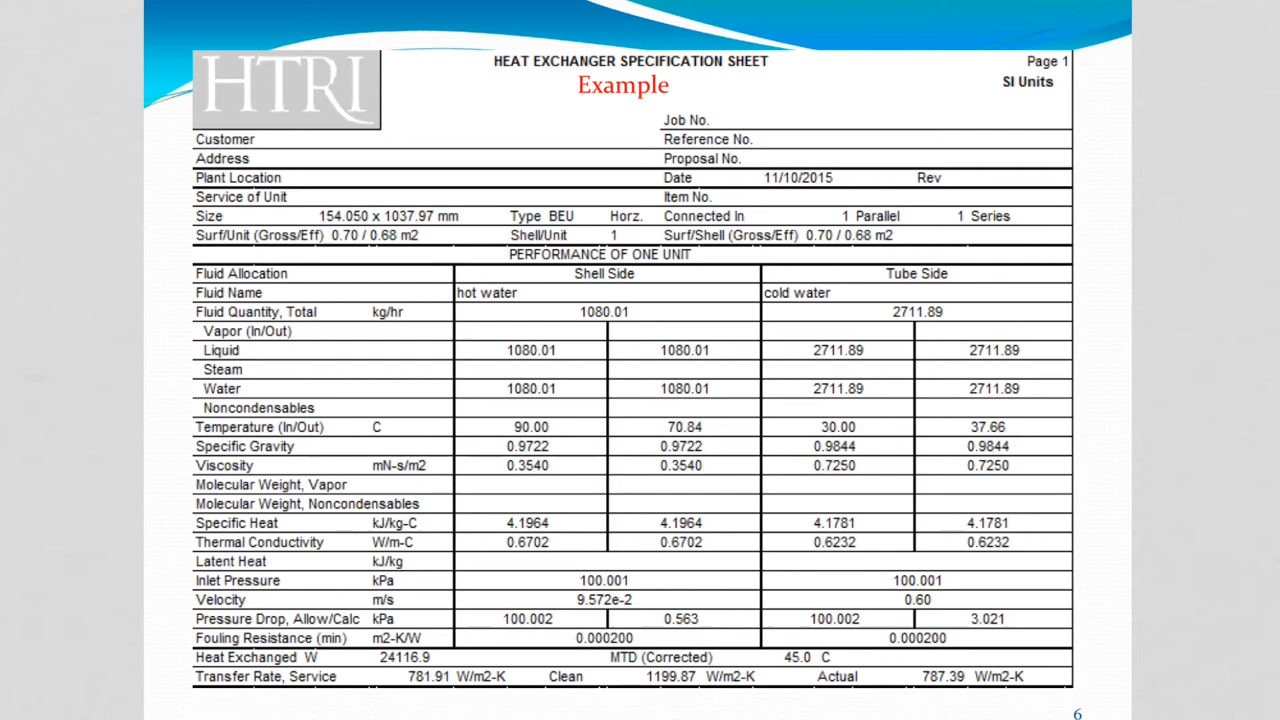 HTRI
HEAT EXCHANGER SPECIFICATION SHEET Page 1
Example SI Units
Job No.
Customer Reference No.
Address Proposal No.
Plant Location Date 11/10/2015 Rev
Service of Unit Item No.
Size 154.050 x 1037.97 mm Type BEU Horz. Connected In 1 Parallel 1 Series
Surf/Unit (Gross/Eff) 0.70 / 0.68 m2 Shell/Unit 1 Surf/Shell (Gross/Eff) 0.70 / 0.68 m2
PERFORMANCE OF ONE UNIT
Fluid Allocation Shell Side Tube Side
Fluid Name hot water cold water
Fluid Quantity, Total kg/hr 1080.01 2711.89
Vapor (In/Out)
Liquid 1080.01 1080.01 2711.89 2711.89
Steam
Water 1080.01 1080.01 2711.89 2711.89
Noncondensables
Temperature (In/Out) C 90.00 70.84 30.00 37.66
Specific Gravity 0.9722 0.9722 0.9844 0.9844
Viscosity mN-s/m2 0.3540 0.3540 0.7250 0.7250
Molecular Weight, Vapor
Molecular Weight, Noncondensables
Specific Heat kJ/kg-C 4.1964 4.1964 4.1781 4.1781
Thermal Conductivity W/m-C 0.6702 0.6702 0.6232 0.6232
Latent Heat kJ/kg
Inlet Pressure kPa 100.001 100.001
Velocity m/s 9.572e-2 0.60
Pressure Drop, Allow/Calc kPa 100.002 0.563 100.002 3.021
Fouling Resistance (min) m2-K/W 0.000200 0.000200
Heat Exchanged W 24116.9 MTD (Corrected) 45.0 C
Transfer Rate, Service 781.91 W/m2-K Clean 1199.87 W/m2-K Actual 787.39 W/m2-K
6